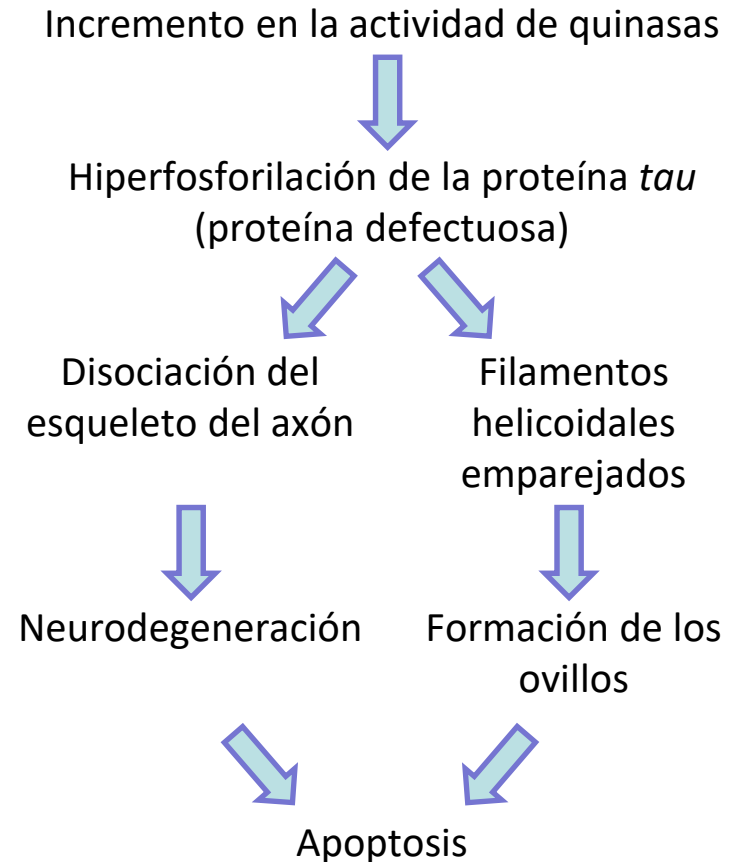 Incremento en la actividad de quinasas
Hiperfosforilación de la proteína tau
(proteína defectuosa)
Disociación del
esqueleto del axón
Filamentos
helicoidales
emparejados
Neurodegeneración
Formación de los
ovillos
Apoptosis